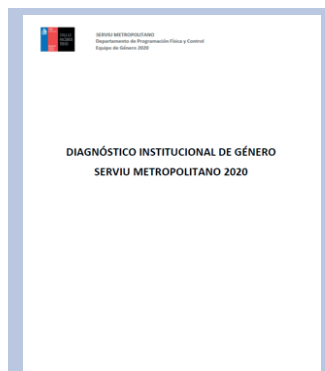 SERVIU METROPOLITANO
Departamento de Programación Física y Control
Equipo de Género 2020
DIAGNÓSTICO INSTITUCIONAL DE GÉNERO
SERVIU METROPOLITANO 2020